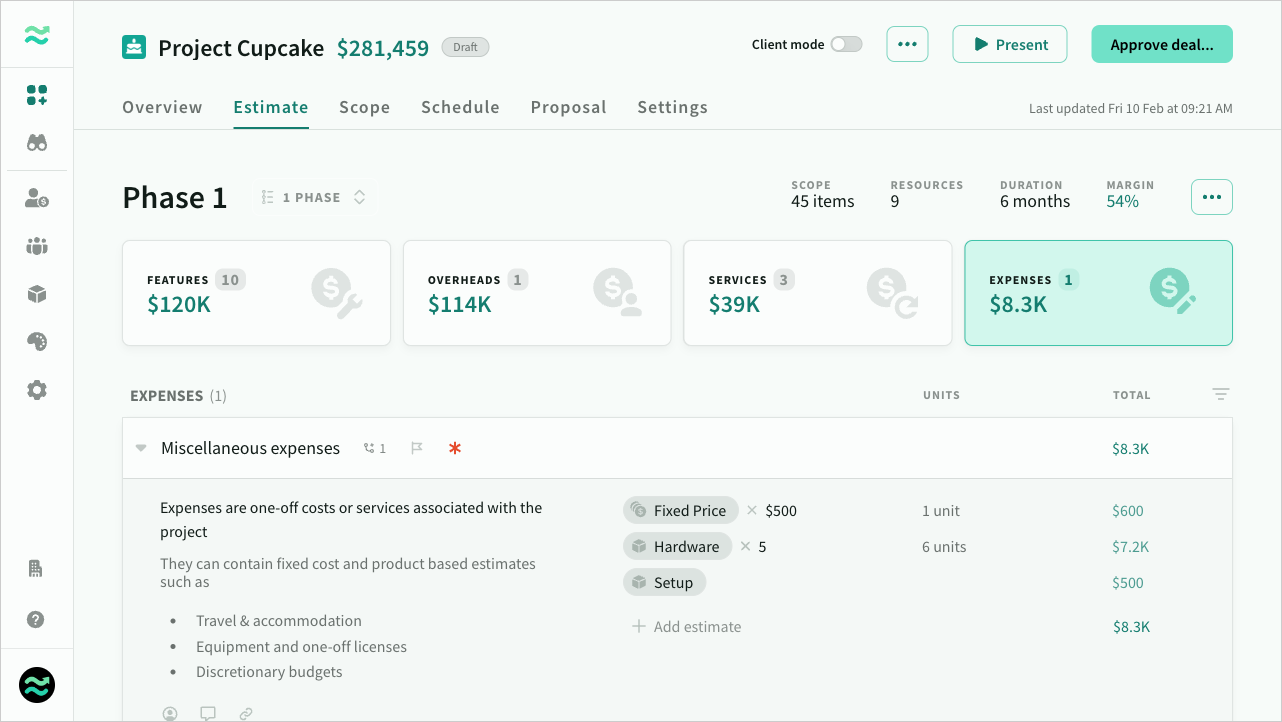 Project Cupcake $281,459 Draft
Client mode
Present
Approve deal...
Overview Estimate Scope Schedule Proposal Settings
Last updated Fri 10 Feb at 09:21 AM
Phase 1
1 PHASE
SCOPE RESOURCES DURATION MARGIN
45 items 9 6 months 54%
FEATURES 10
$120K
OVERHEADS 1
$114K
SERVICES 3
$39K
EXPENSES 1
$8.3K
EXPENSES (1) UNITS TOTAL
Miscellaneous expenses 1 $8.3K
Expenses are one-off costs or services associated with the
project
They can contain fixed cost and product based estimates
such as
• Travel & accommodation
• Equipment and one-off licenses
• Discretionary budgets
Fixed Price × $500 1 unit $600
Hardware × 5 6 units $7.2K
Setup $500
+ Add estimate $8.3K